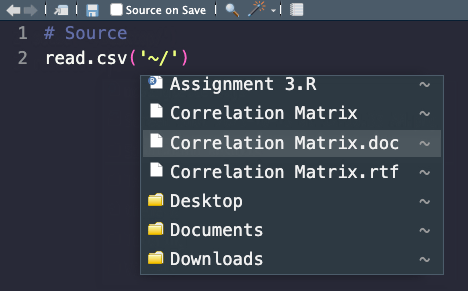 Source on Save
1 # Source
2 read.csv('~/')
Assignment 3.R ~
Correlation Matrix ~
Correlation Matrix.doc ~
Correlation Matrix.rtf ~
Desktop ~
Documents ~
Downloads ~